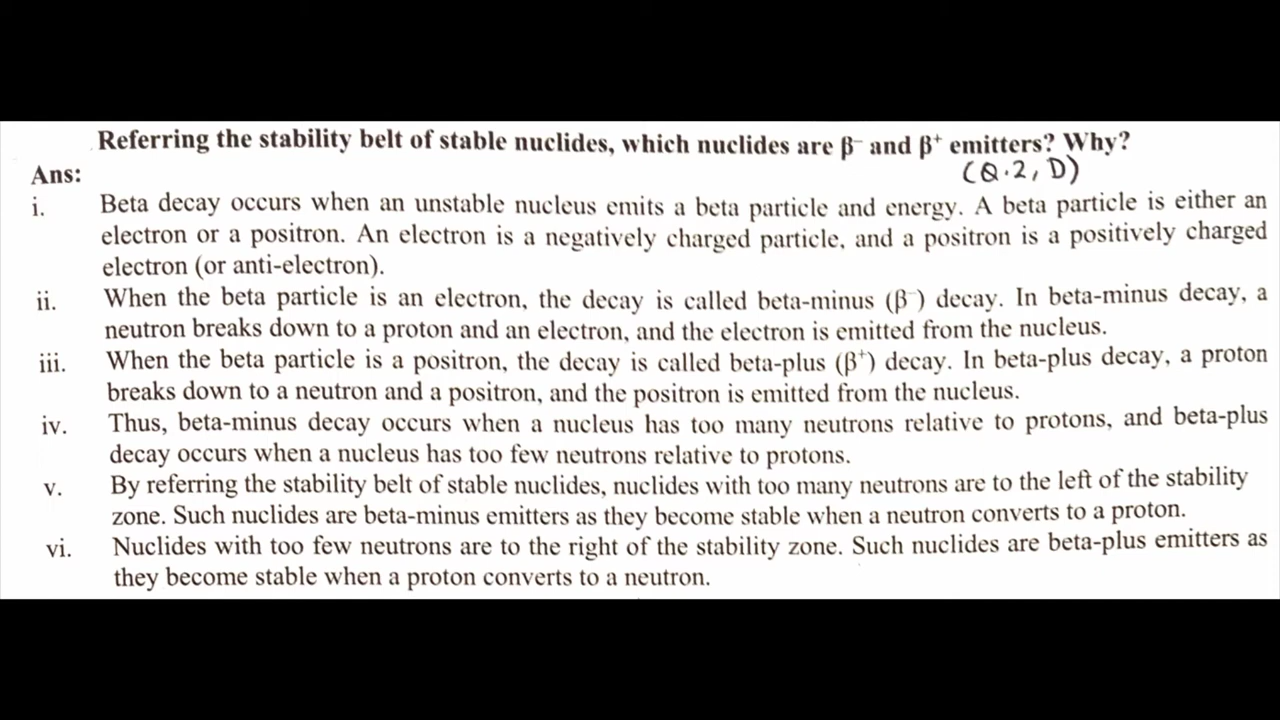 Referring the stability belt of stable nuclides, which nuclides are β⁻ and β⁺ emitters? Why?
(Q.2, D)
Ans:
i. Beta decay occurs when an unstable nucleus emits a beta particle and energy. A beta particle is either an
electron or a positron. An electron is a negatively charged particle, and a positron is a positively charged
electron (or anti-electron).
ii. When the beta particle is an electron, the decay is called beta-minus (β⁻) decay. In beta-minus decay, a
neutron breaks down to a proton and an electron, and the electron is emitted from the nucleus.
iii. When the beta particle is a positron, the decay is called beta-plus (β⁺) decay. In beta-plus decay, a proton
breaks down to a neutron and a positron, and the positron is emitted from the nucleus.
iv. Thus, beta-minus decay occurs when a nucleus has too many neutrons relative to protons, and beta-plus
decay occurs when a nucleus has too few neutrons relative to protons.
v. By referring the stability belt of stable nuclides, nuclides with too many neutrons are to the left of the stability
zone. Such nuclides are beta-minus emitters as they become stable when a neutron converts to a proton.
vi. Nuclides with too few neutrons are to the right of the stability zone. Such nuclides are beta-plus emitters as
they become stable when a proton converts to a neutron.